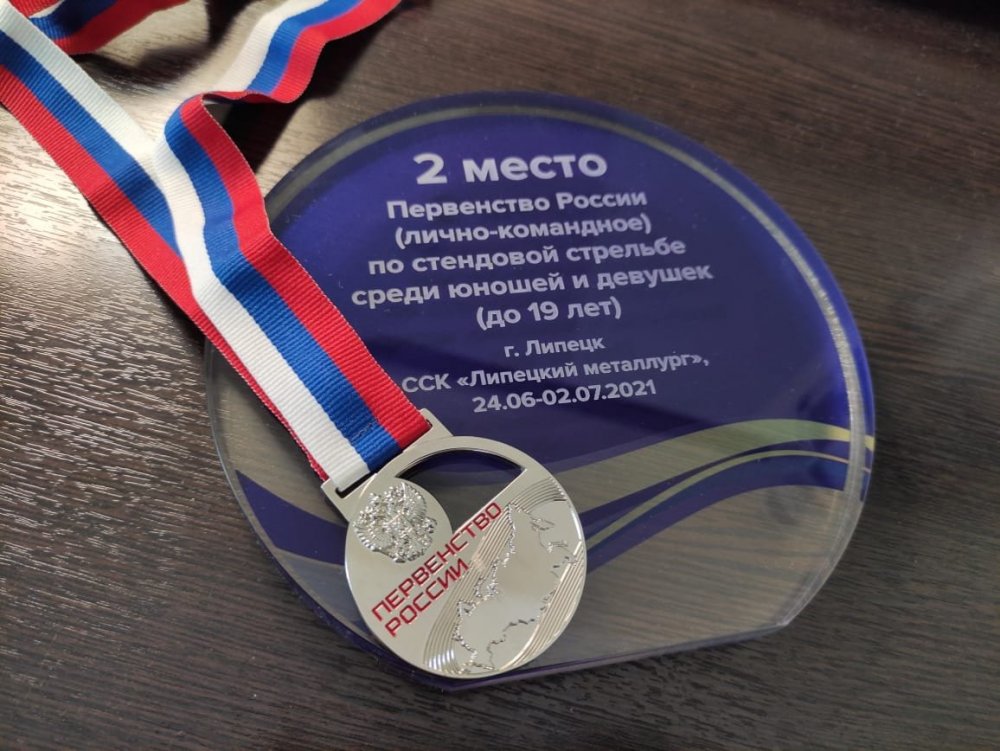 2 место
Первенство России
(лично-командное)
по стендовой стрельбе
среди юношей и девушек
(до 19 лет)
г. Липецк
ССК «Липецкий металлург»,
24.06-02.07.2021
ПЕРВЕНСТВО
РОССИИ